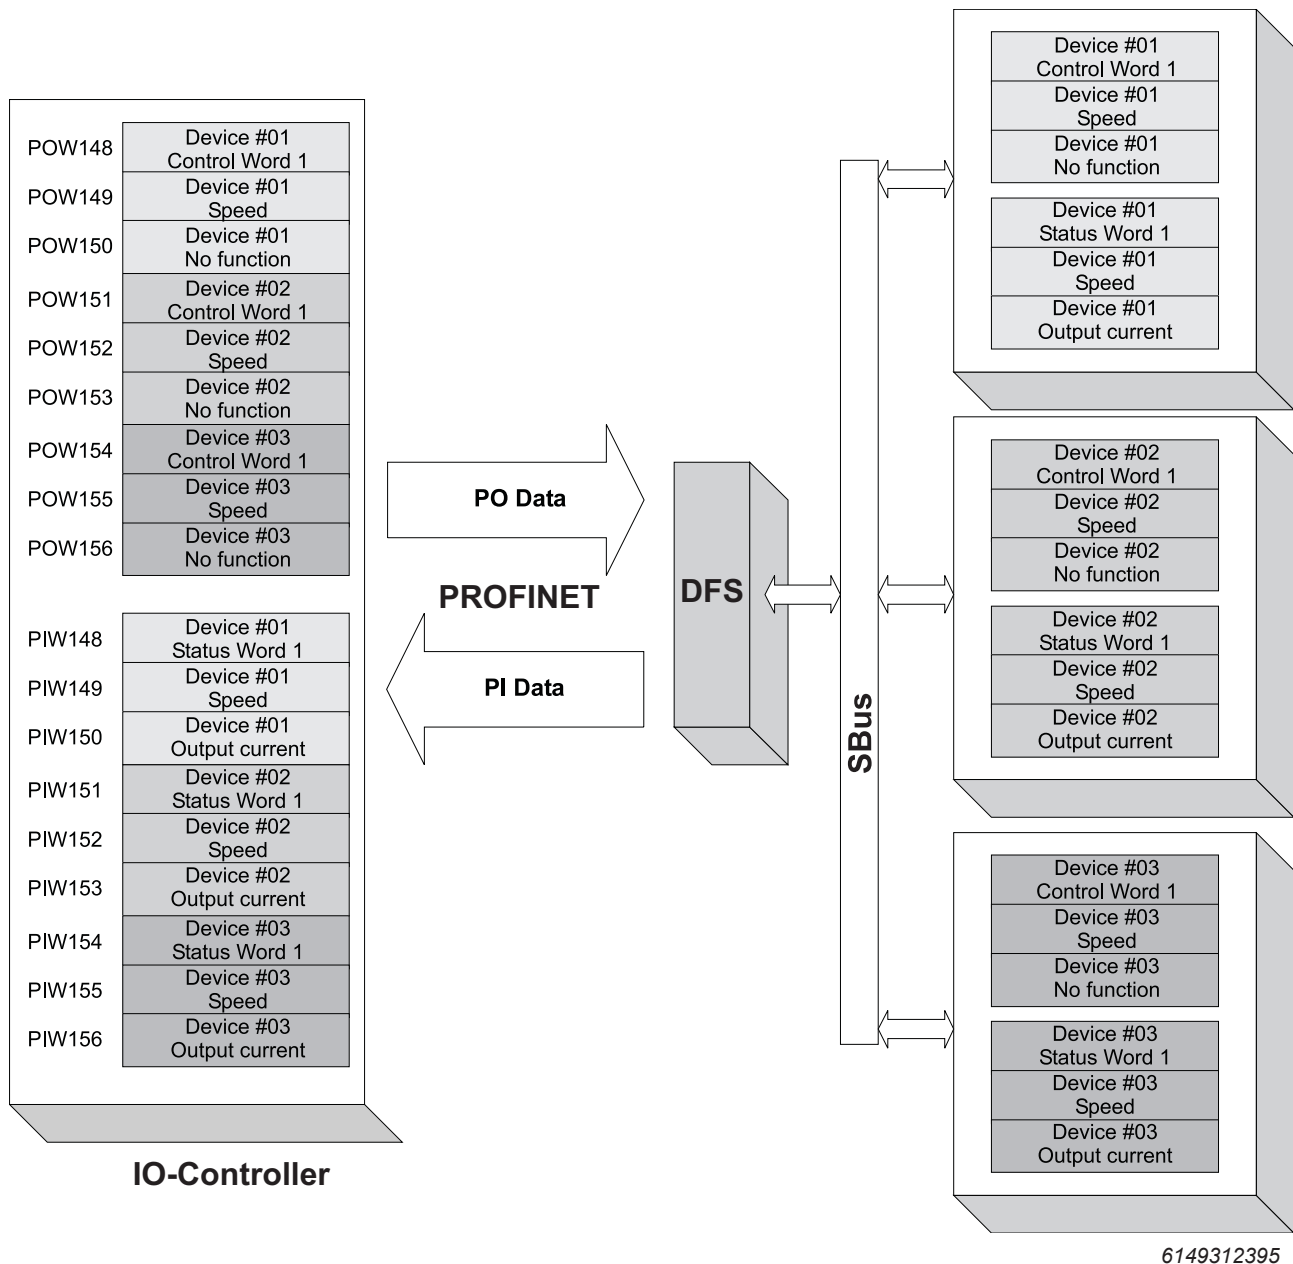 POW148
Device #01
Control Word 1
POW149
Device #01
Speed
POW150
Device #01
No function
POW151
Device #02
Control Word 1
POW152
Device #02
Speed
POW153
Device #02
No function
POW154
Device #03
Control Word 1
POW155
Device #03
Speed
POW156
Device #03
No function
PIW148
Device #01
Status Word 1
PIW149
Device #01
Speed
PIW150
Device #01
Output current
PIW151
Device #02
Status Word 1
PIW152
Device #02
Speed
PIW153
Device #02
Output current
PIW154
Device #03
Status Word 1
PIW155
Device #03
Speed
PIW156
Device #03
Output current
IO-Controller
PO Data
PROFINET
PI Data
DFS
SBus
Device #01
Control Word 1
Device #01
Speed
Device #01
No function
Device #01
Status Word 1
Device #01
Speed
Device #01
Output current
Device #02
Control Word 1
Device #02
Speed
Device #02
No function
Device #02
Status Word 1
Device #02
Speed
Device #02
Output current
Device #03
Control Word 1
Device #03
Speed
Device #03
No function
Device #03
Status Word 1
Device #03
Speed
Device #03
Output current
6149312395